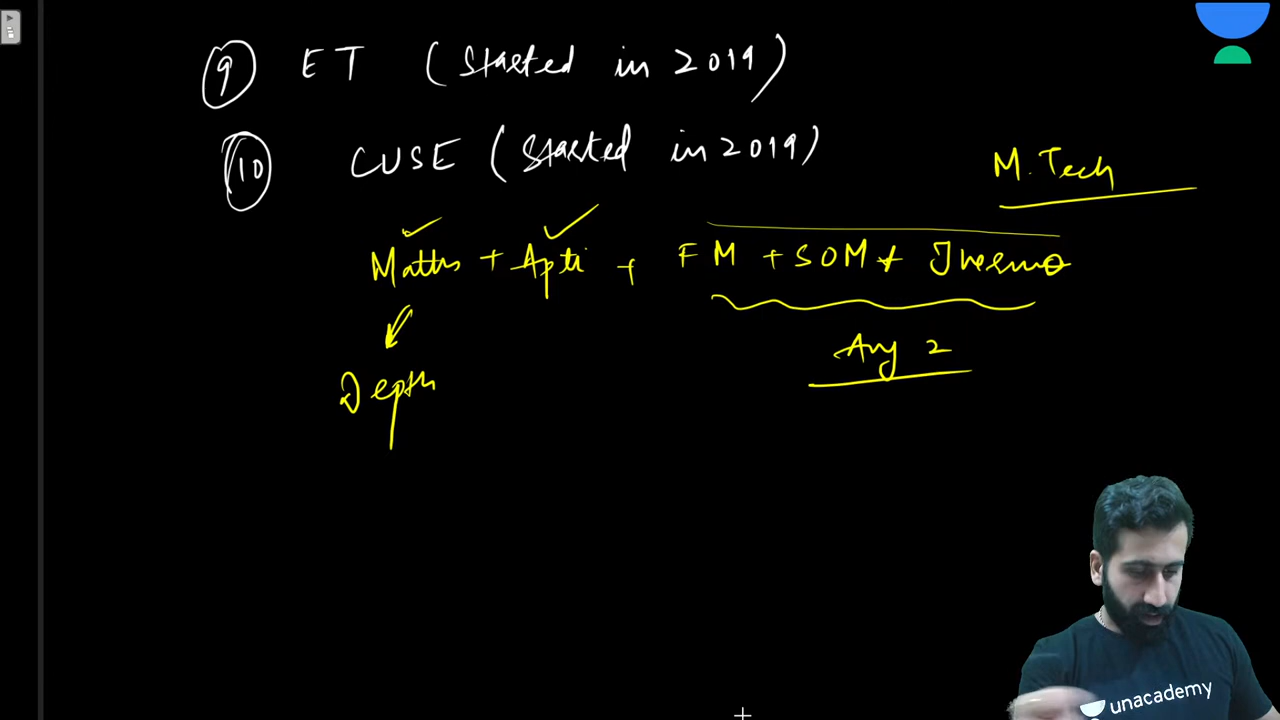 9 ET (Started in 2019)
10 CUSE (Started in 2019)
M.Tech
Maths + Apti + FM + SOM + Thermo
Any 2
Depth
unacademy